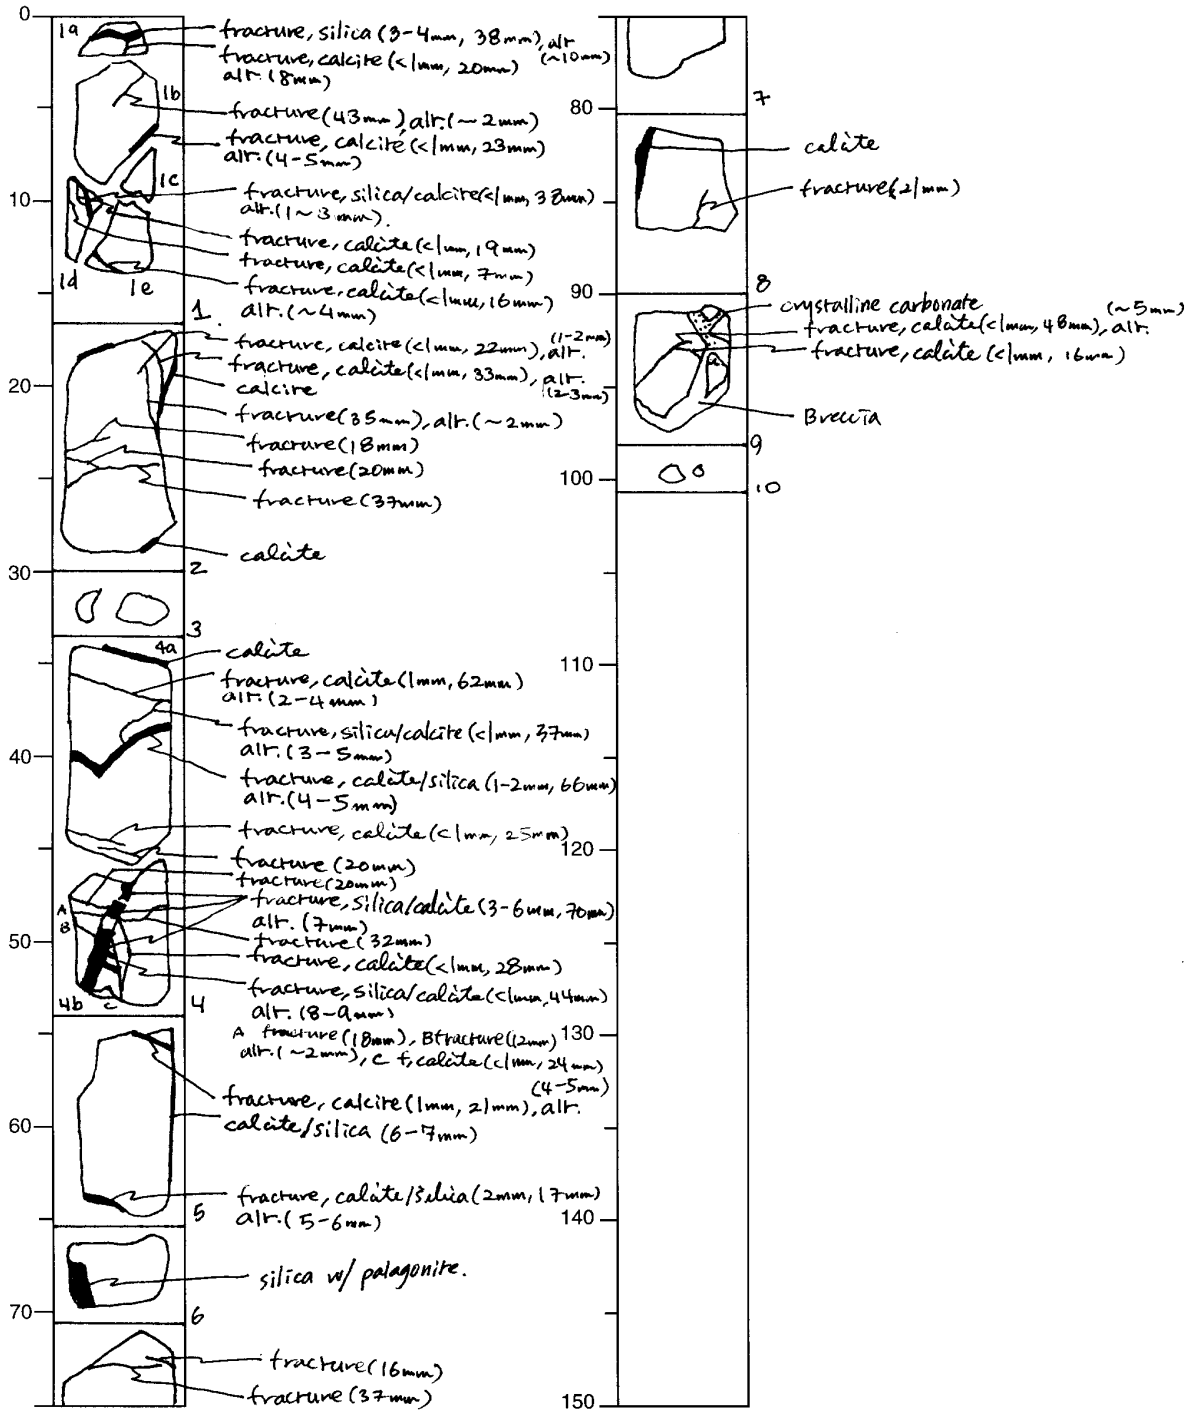 0
1a
fracture, silica (3-4mm, 38mm), alt
(~10mm)
fracture, calcite (<1mm, 20mm)
alt. (8mm)
1b
fracture (43mm), alt. (~2mm)
fracture, calcite (<1mm, 23mm)
alt. (4-5mm)
1c
10
fracture, silica/calcite (<1mm, 38mm)
alt. (1~3mm).
fracture, calcite (<1mm, 19mm)
fracture, calcite (<1mm, 7mm)
1d
1e
fracture, calcite (<1mm, 16mm)
alt. (~4mm)
1
(1-2mm)
fracture, calcite (<1mm, 22mm), alt.
20
fracture, calcite (<1mm, 33mm), alt.
(2-3mm)
calcite
fracture (35mm), alt. (~2mm)
fracture (18mm)
fracture (20mm)
fracture (37mm)
calcite
30
2
3
4a
calcite
fracture, calcite (1mm, 62mm)
alt. (2-4mm)
fracture, silica/calcite (<1mm, 37mm)
alt. (3-5mm)
40
fracture, calcite/silica (1-2mm, 66mm)
alt. (4-5mm)
fracture, calcite (<1mm, 25mm)
fracture (20mm)
fracture (20mm)
fracture, silica/calcite (3-6mm, 70mm)
alt. (7mm)
A
B
50
fracture (32mm)
fracture, calcite (<1mm, 28mm)
fracture, silica/calcite (<1mm, 44mm)
alt. (8-9mm)
4b
C
4
A fracture (18mm), B fracture (12mm)
alt. (~2mm), C f, calcite (<1mm, 24mm)
(4-5mm)
fracture, calcite (1mm, 21mm), alt.
60
calcite/silica (6-7mm)
fracture, calcite/silica (2mm, 17mm)
alt. (5-6mm)
5
silica w/ palagonite.
70
6
fracture (16mm)
fracture (37mm)
7
80
calcite
fracture (21mm)
8
90
crystalline carbonate
(~5mm)
fracture, calcite (<1mm, 48mm), alt.
fracture, calcite (<1mm, 16mm)
Breccia
9
100
10
110
120
130
140
150